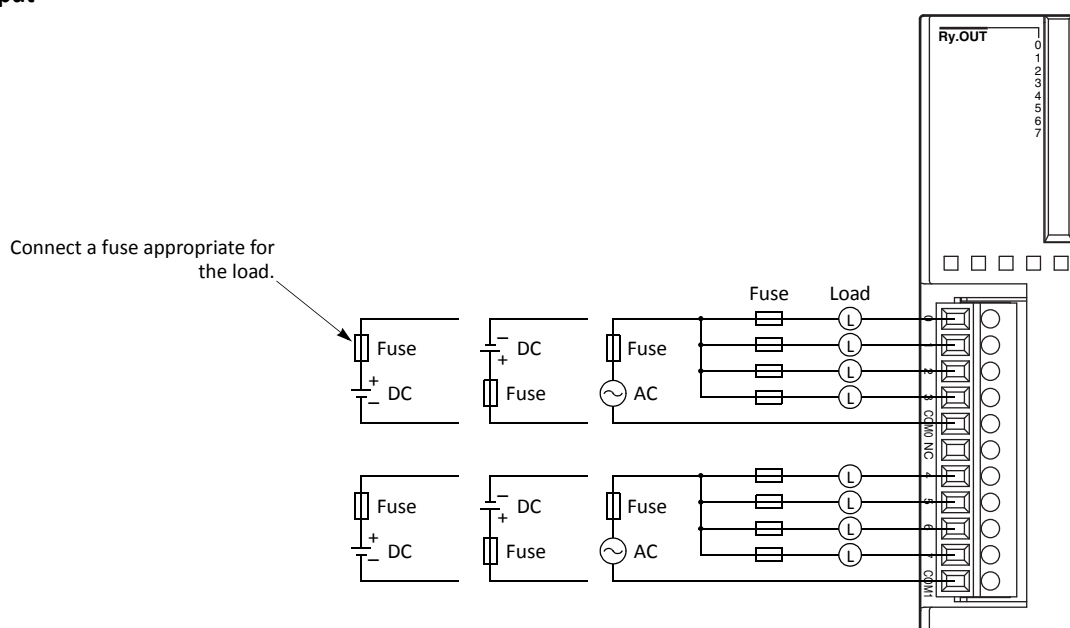 put
Ry.OUT
0
1
2
3
4
5
6
7
Connect a fuse appropriate for
the load.
Fuse Load
Fuse
+
−
DC
−
+
DC
Fuse
Fuse
AC
L
L
L
L
0
1
2
3
COM0
NC
Fuse
+
−
DC
−
+
DC
Fuse
Fuse
AC
L
L
L
L
4
5
6
7
COM1